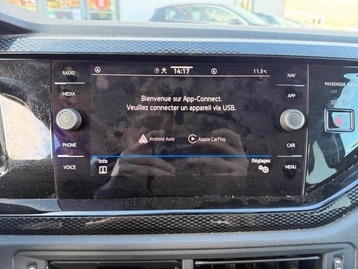 RADIO
14:17
11.5
NAV
MEDIA
Bienvenue sur App-Connect.
Veuillez connecter un appareil via USB.
APP
PASSENGER
PHONE
Android Auto
Apple CarPlay
CAR
VOICE
Info
Réglages
MENU